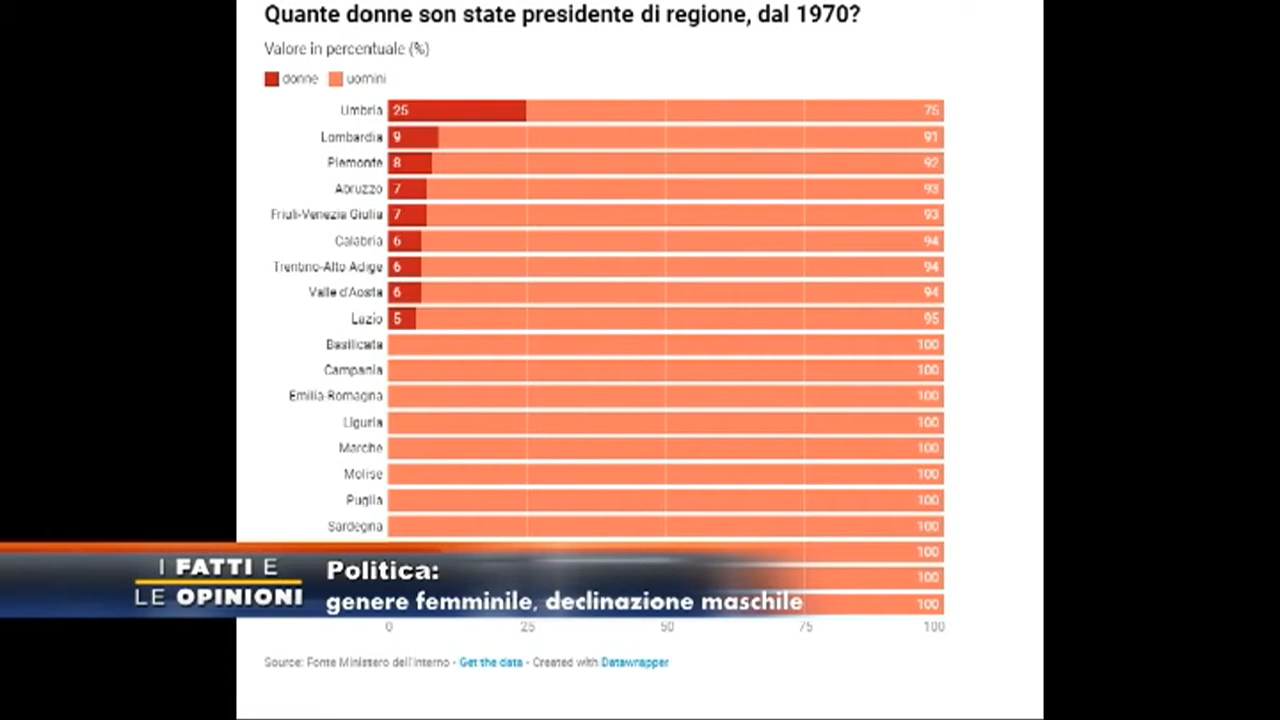 Quante donne son state presidente di regione, dal 1970?
Valore in percentuale (%)
donne uomini
Umbria 25 75
Lombardia 9 91
Piemonte 8 92
Abruzzo 7 93
Friuli-Venezia Giulia 7 93
Calabria 6 94
Trentino-Alto Adige 6 94
Valle d'Aosta 6 94
Lazio 5 95
Basilicata 100
Campania 100
Emilia-Romagna 100
Liguria 100
Marche 100
Molise 100
Puglia 100
Sardegna 100
100
100
100
I FATTI E
LE OPINIONI
Politica:
genere femminile, declinazione maschile
0 25 50 75 100
Source: Fonte Ministero dell'Interno - Get the data - Created with Datawrapper